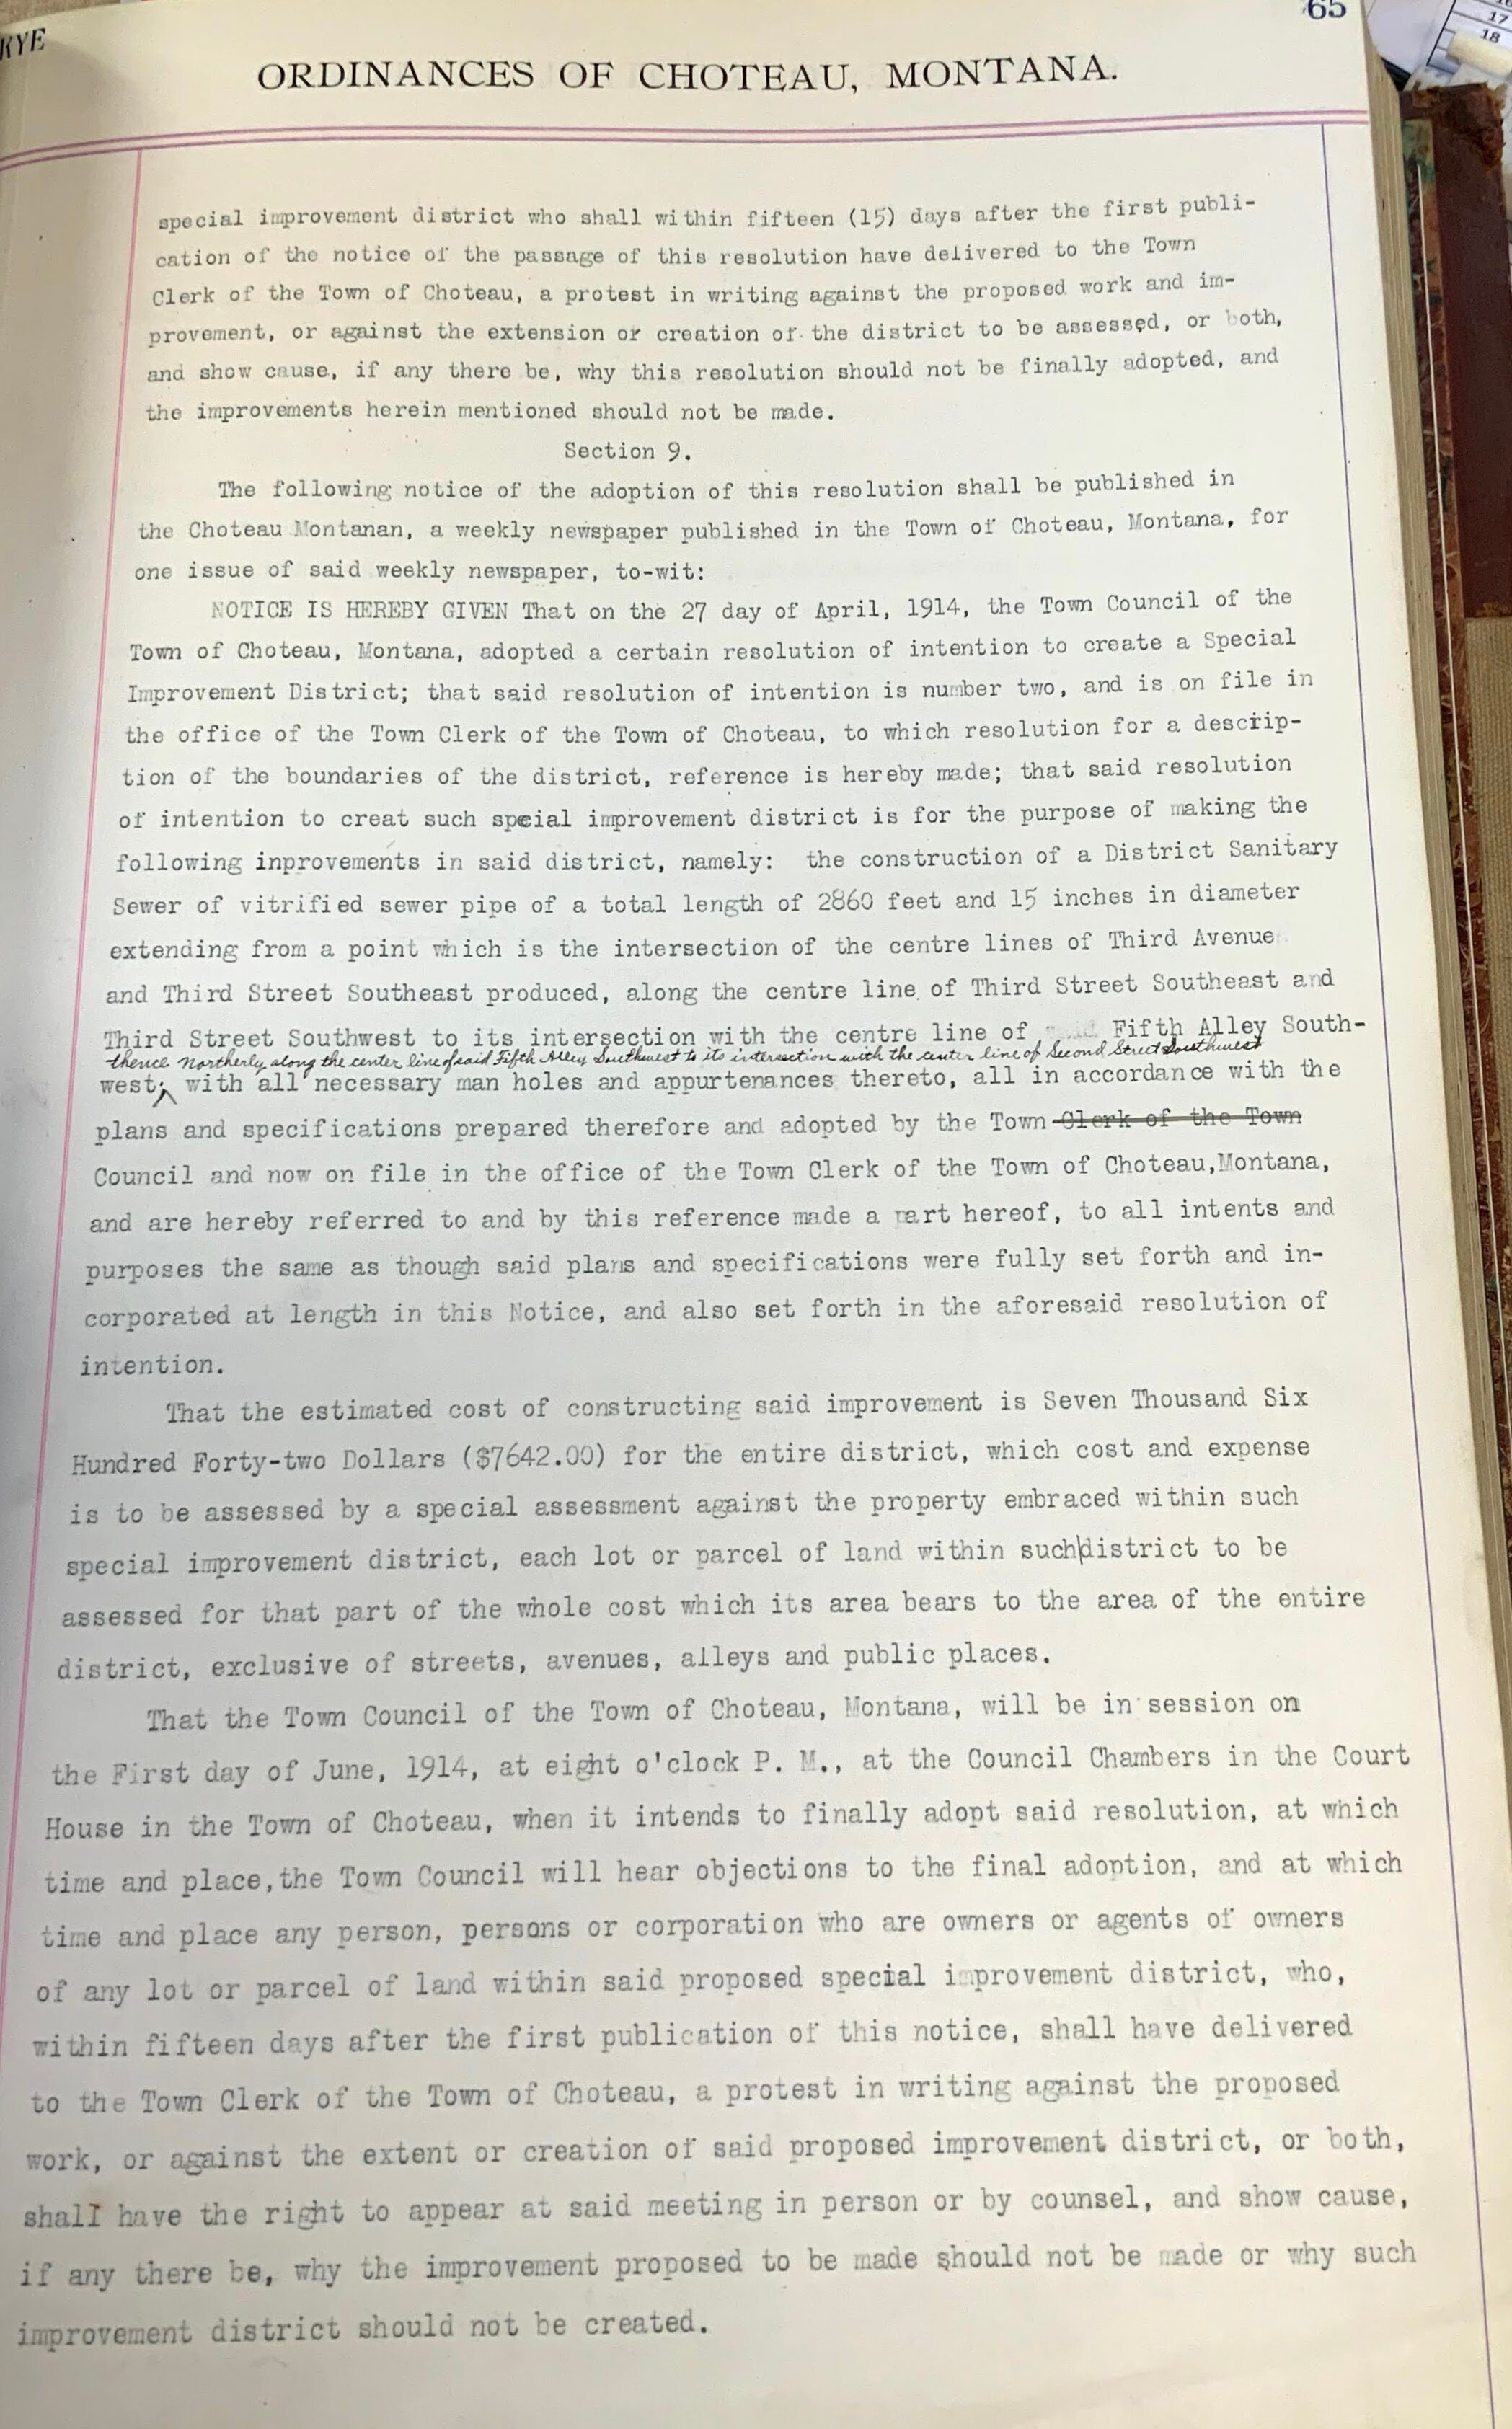 KYE
65
17
18
ORDINANCES OF CHOTEAU, MONTANA.
special improvement district who shall within fifteen (15) days after the first publi-
cation of the notice of the passage of this resolution have delivered to the Town
Clerk of the Town of Choteau, a protest in writing against the proposed work and im-
provement, or against the extension or creation of the district to be assessed, or both,
and show cause, if any there be, why this resolution should not be finally adopted, and
the improvements herein mentioned should not be made.
Section 9.
The following notice of the adoption of this resolution shall be published in
the Choteau Montanan, a weekly newspaper published in the Town of Choteau, Montana, for
one issue of said weekly newspaper, to-wit:
NOTICE IS HEREBY GIVEN That on the 27 day of April, 1914, the Town Council of the
Town of Choteau, Montana, adopted a certain resolution of intention to create a Special
Improvement District; that said resolution of intention is number two, and is on file in
the office of the Town Clerk of the Town of Choteau, to which resolution for a descrip-
tion of the boundaries of the district, reference is hereby made; that said resolution
of intention to creat such special improvement district is for the purpose of making the
following inprovements in said district, namely: the construction of a District Sanitary
Sewer of vitrified sewer pipe of a total length of 2860 feet and 15 inches in diameter
extending from a point which is the intersection of the centre lines of Third Avenue
and Third Street Southeast produced, along the centre line of Third Street Southeast and
Third Street Southwest to its intersection with the centre line of Fifth Alley South-
thence Northerly along the center line of said Fifth Alley Southwest to its intersection with the center line of Second Street Southwest
west; with all necessary man holes and appurtenances thereto, all in accordance with the
plans and specifications prepared therefore and adopted by the Town Clerk of the Town
Council and now on file in the office of the Town Clerk of the Town of Choteau,Montana,
and are hereby referred to and by this reference made a part hereof, to all intents and
purposes the same as though said plans and specifications were fully set forth and in-
corporated at length in this Notice, and also set forth in the aforesaid resolution of
intention.
That the estimated cost of constructing said improvement is Seven Thousand Six
Hundred Forty-two Dollars ($7642.00) for the entire district, which cost and expense
is to be assessed by a special assessment against the property embraced within such
special improvement district, each lot or parcel of land within such|district to be
assessed for that part of the whole cost which its area bears to the area of the entire
district, exclusive of streets, avenues, alleys and public places.
That the Town Council of the Town of Choteau, Montana, will be in session on
the First day of June, 1914, at eight o'clock P. M., at the Council Chambers in the Court
House in the Town of Choteau, when it intends to finally adopt said resolution, at which
time and place,the Town Council will hear objections to the final adoption, and at which
time and place any person, persons or corporation who are owners or agents of owners
of any lot or parcel of land within said proposed special improvement district, who,
within fifteen days after the first publication of this notice, shall have delivered
to the Town Clerk of the Town of Choteau, a protest in writing against the proposed
work, or against the extent or creation of said proposed improvement district, or both,
shall have the right to appear at said meeting in person or by counsel, and show cause,
if any there be, why the improvement proposed to be made should not be made or why such
improvement district should not be created.